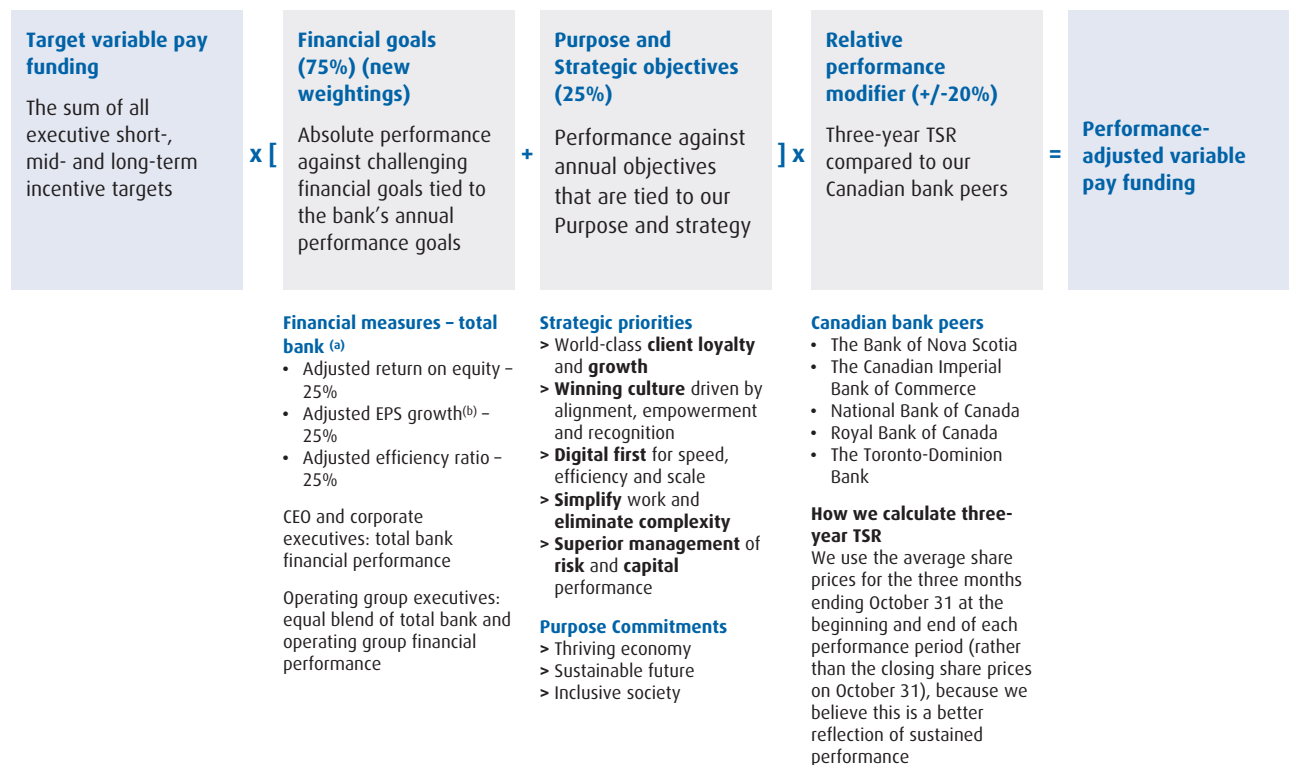 Target variable pay
funding
The sum of all
executive short-,
mid- and long-term
incentive targets
x [
Financial goals
(75%) (new
weightings)
Absolute performance
against challenging
financial goals tied to
the bank’s annual
performance goals
+
Purpose and
Strategic objectives
(25%)
Performance against
annual objectives
that are tied to our
Purpose and strategy
] x
Relative
performance
modifier (+/-20%)
Three-year TSR
compared to our
Canadian bank peers
=
Performance-
adjusted variable
pay funding
Financial measures – total
bank (a)
• Adjusted return on equity –
25%
• Adjusted EPS growth(b) –
25%
• Adjusted efficiency ratio –
25%
CEO and corporate
executives: total bank
financial performance
Operating group executives:
equal blend of total bank and
operating group financial
performance
Strategic priorities
> World-class client loyalty
and growth
> Winning culture driven by
alignment, empowerment
and recognition
> Digital first for speed,
efficiency and scale
> Simplify work and
eliminate complexity
> Superior management of
risk and capital
performance
Purpose Commitments
> Thriving economy
> Sustainable future
> Inclusive society
Canadian bank peers
• The Bank of Nova Scotia
• The Canadian Imperial
Bank of Commerce
• National Bank of Canada
• Royal Bank of Canada
• The Toronto-Dominion
Bank
How we calculate three-
year TSR
We use the average share
prices for the three months
ending October 31 at the
beginning and end of each
performance period (rather
than the closing share prices
on October 31), because we
believe this is a better
reflection of sustained
performance